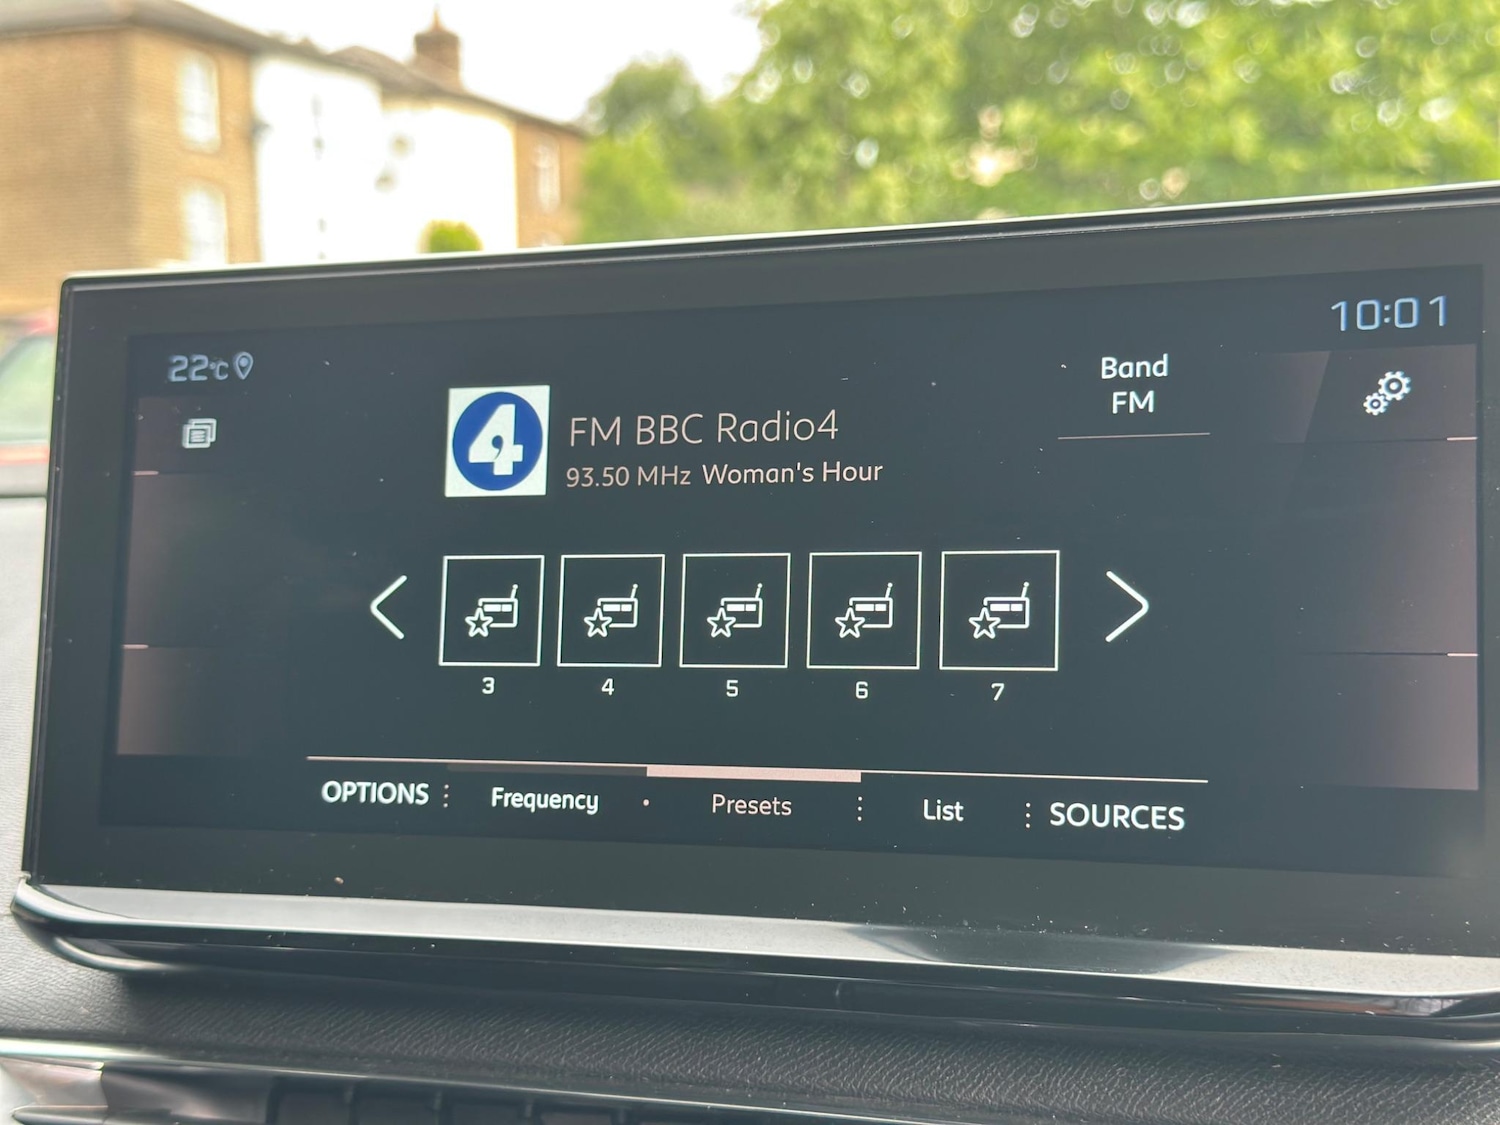 10:01
22°C
Band
FM
4
FM BBC Radio4
93.50 MHz Woman's Hour
3 4 5 6 7
OPTIONS Frequency Presets List SOURCES